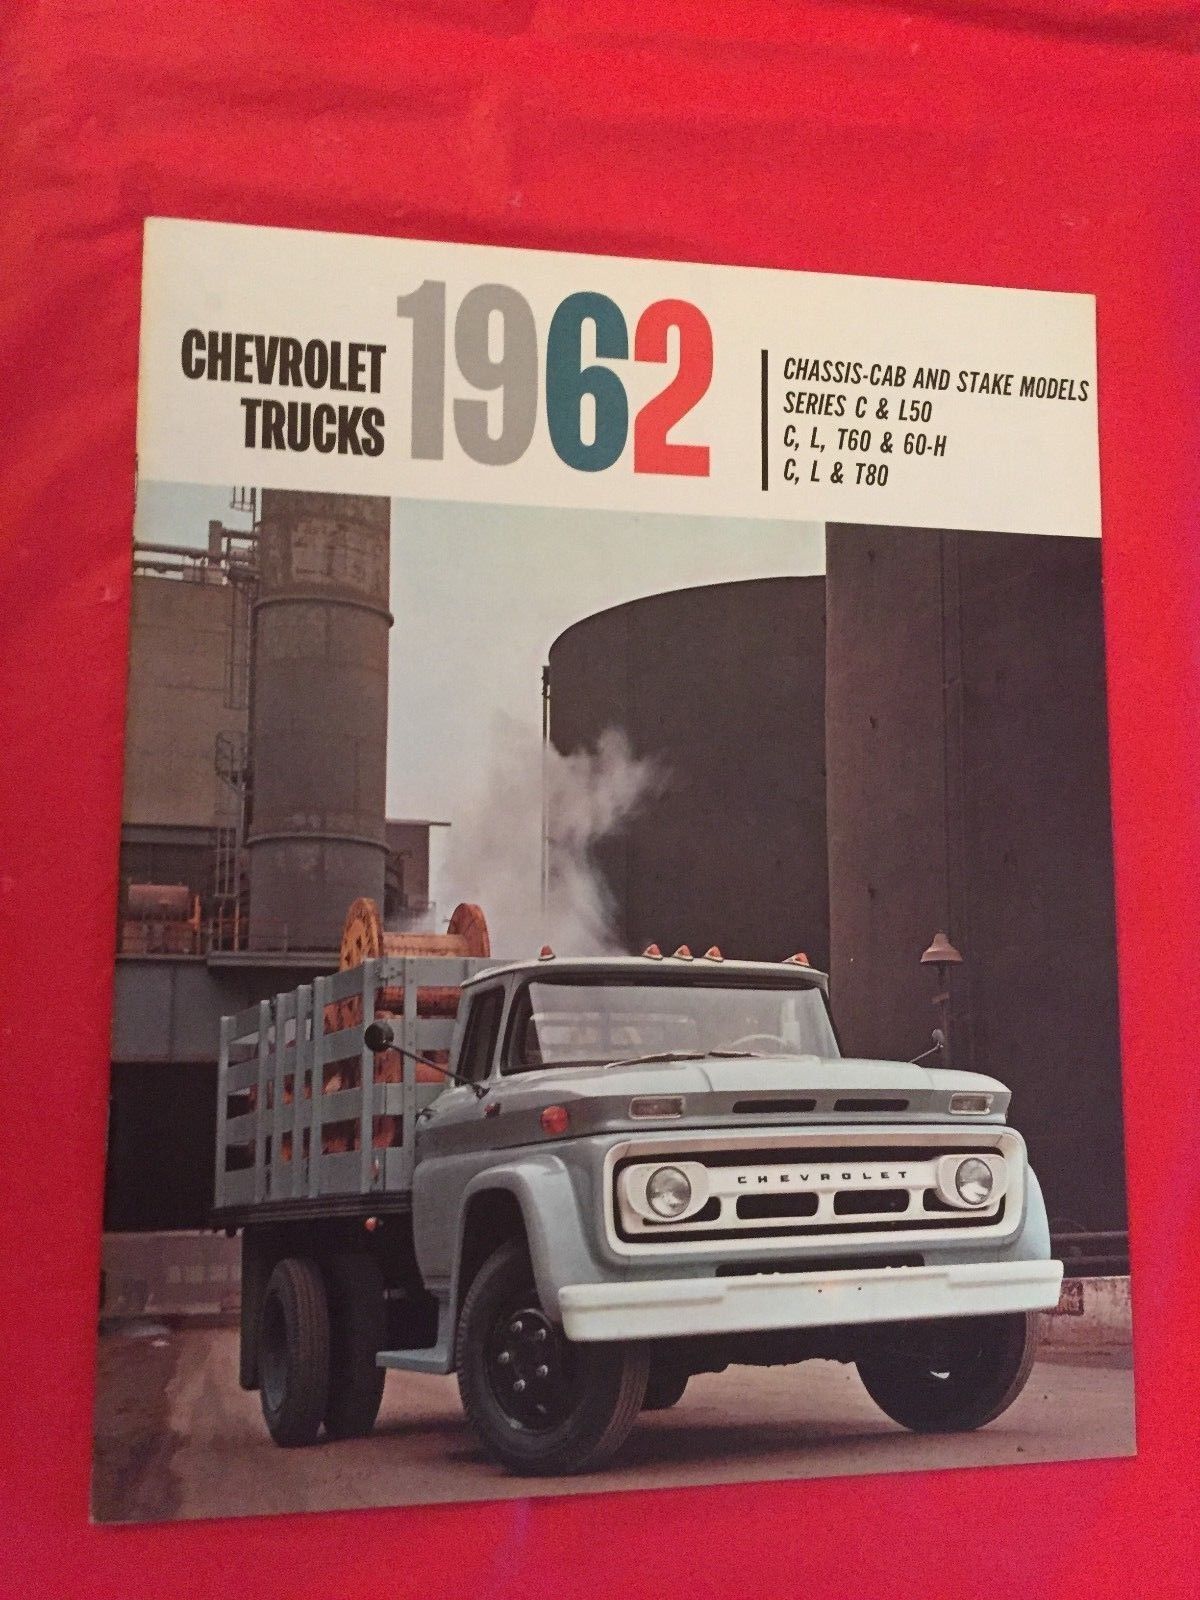 CHEVROLET
TRUCKS
1962
CHASSIS-CAB AND STAKE MODELS
SERIES C & L50
C, L, T60 & 60-H
C, L & T80
CHEVROLET